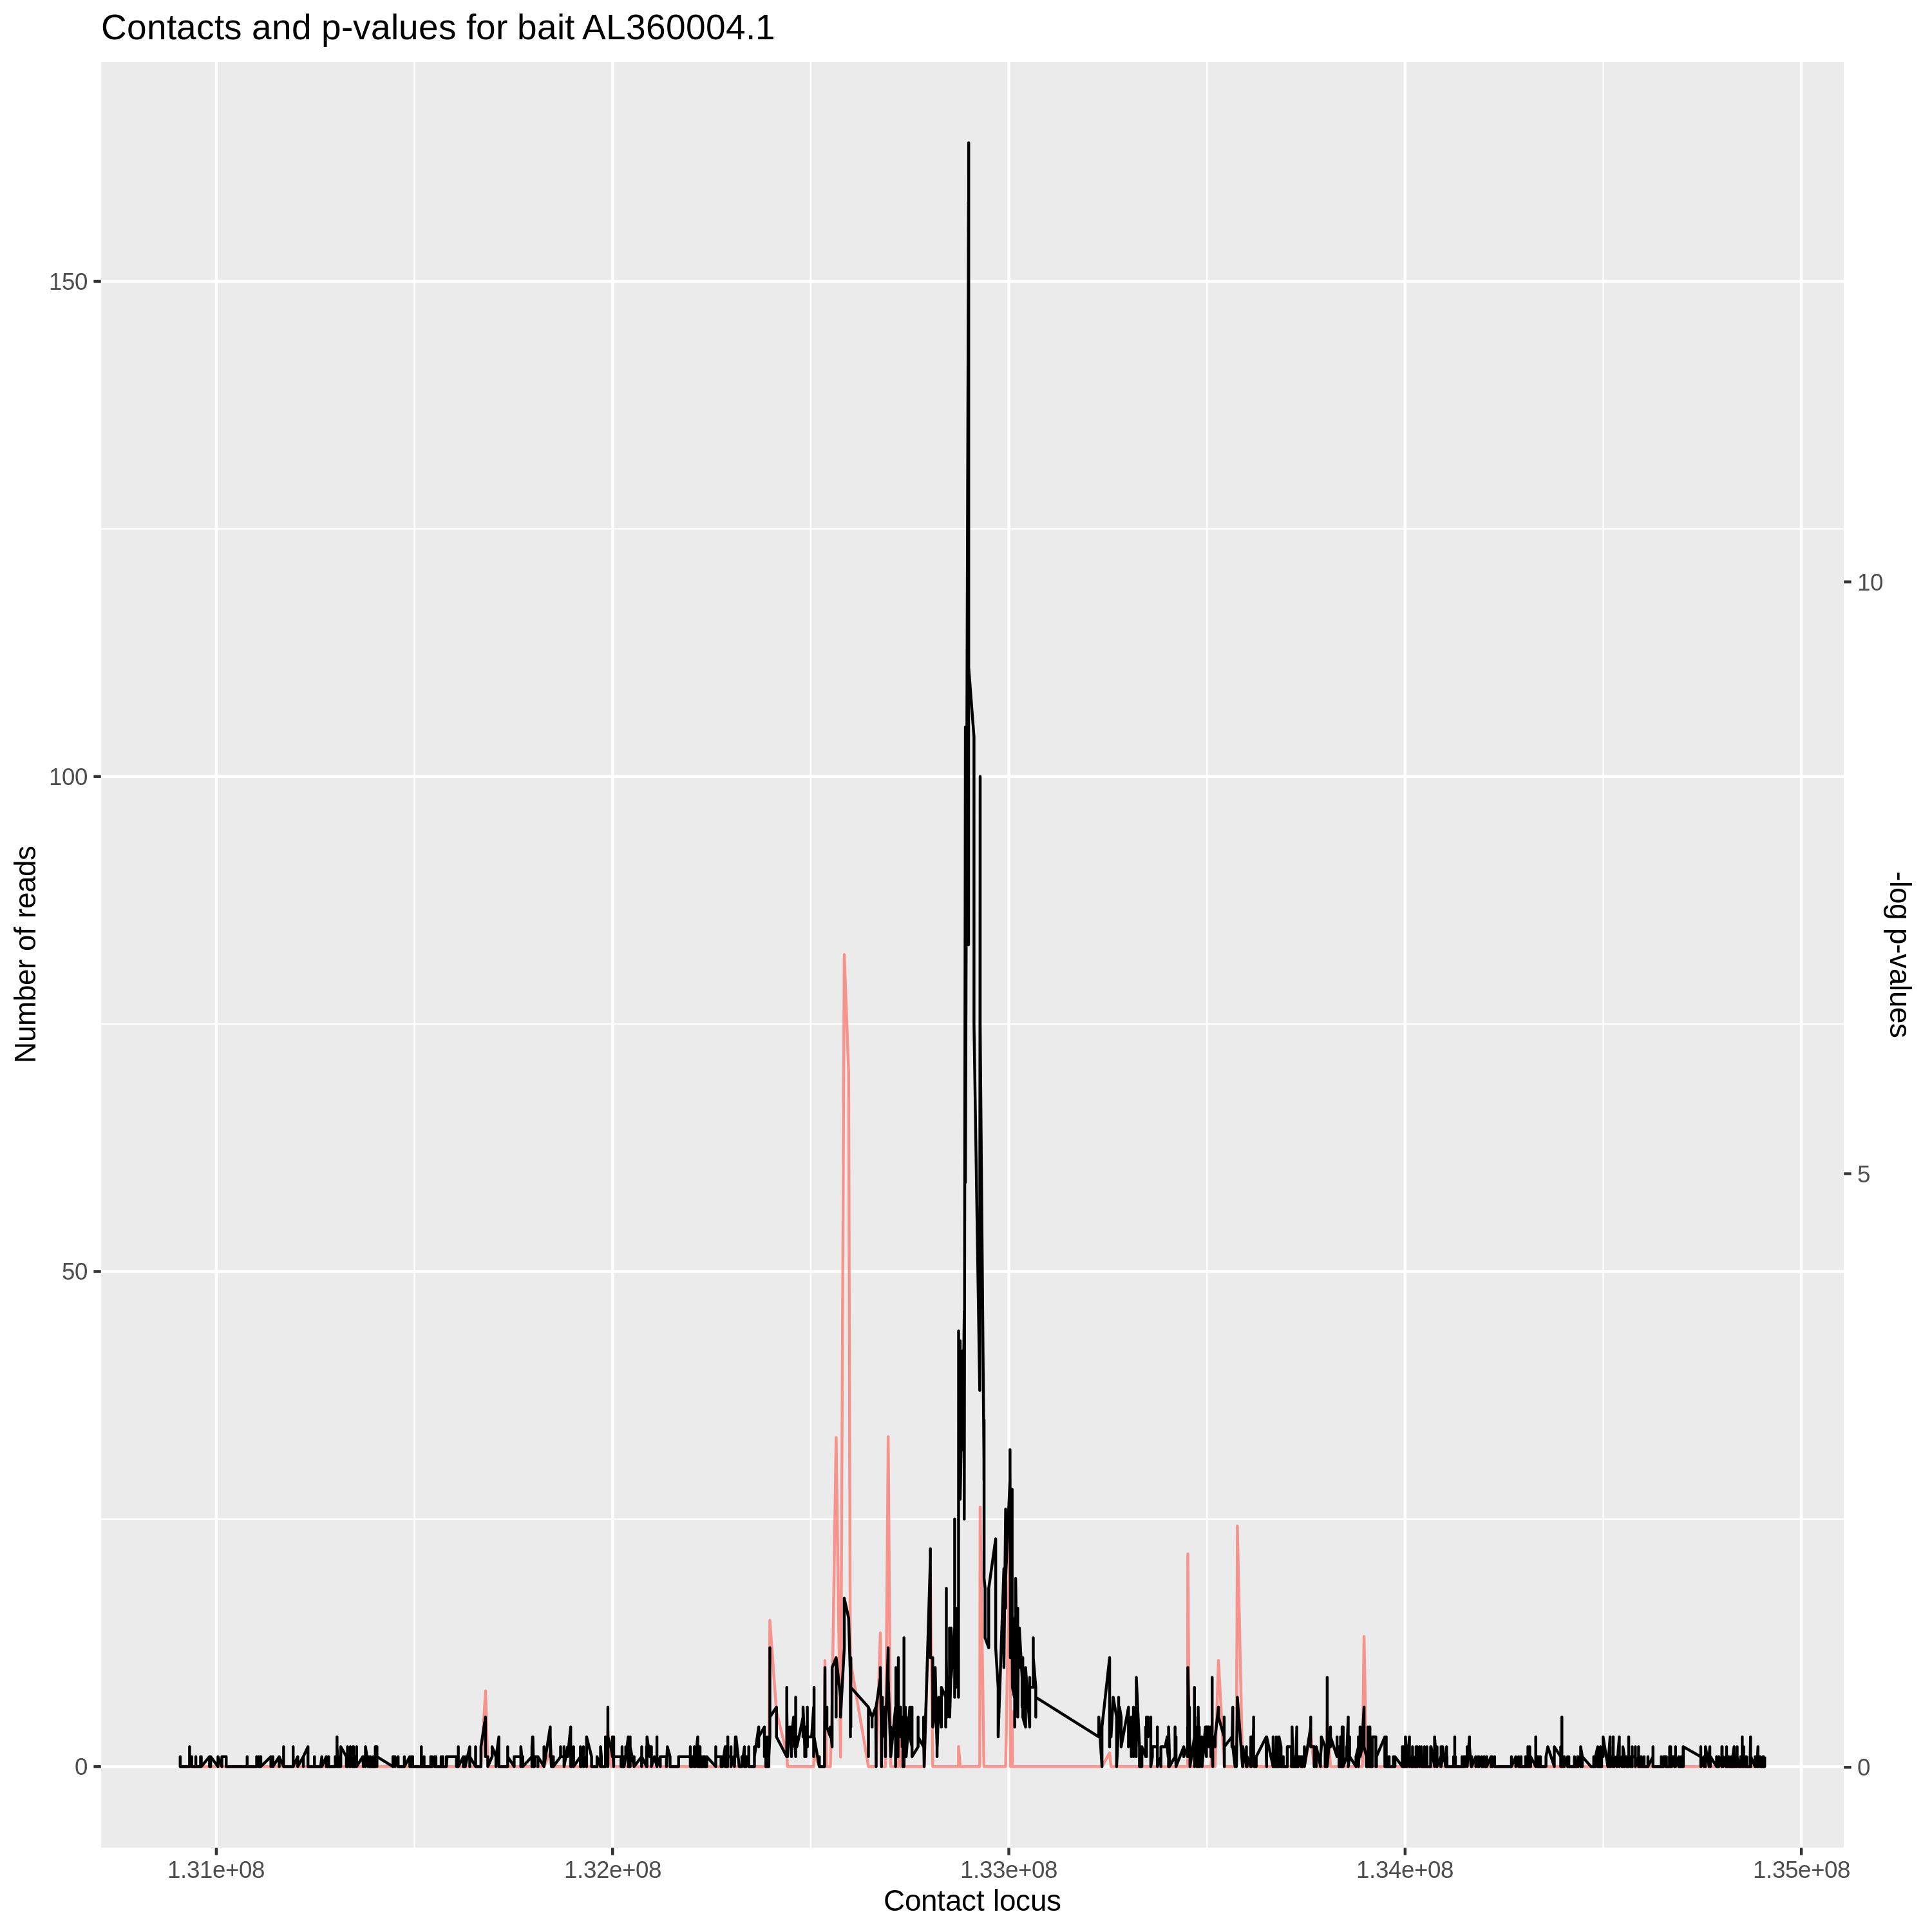 Contacts and p-values for bait AL360004.1
150
100
50
0
10
5
0
Number of reads
-log p-values
1.31e+08 1.32e+08 1.33e+08 1.34e+08 1.35e+08
Contact locus